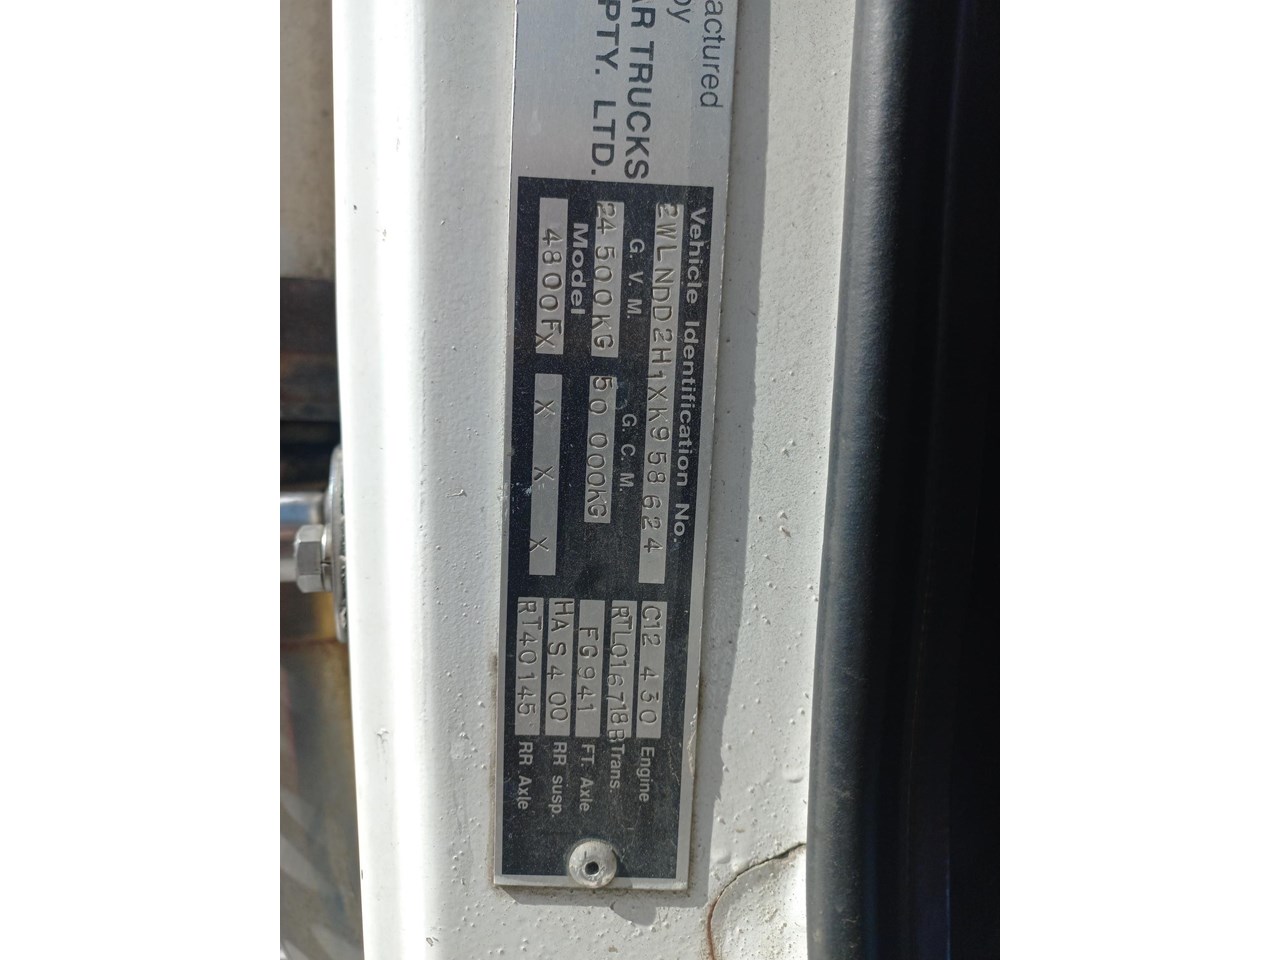 actured
by
AR TRUCKS
PTY. LTD.
Vehicle Identification No.
2WLNDD2H1XK958624
G. V. M.
G. C. M.
24 500KG
50 000KG
Model
4800FX
X X X
C12 430 Engine
RTLO16718B Trans.
FG941 FT. Axle
HAS400 RR susp.
RT40145 RR Axle